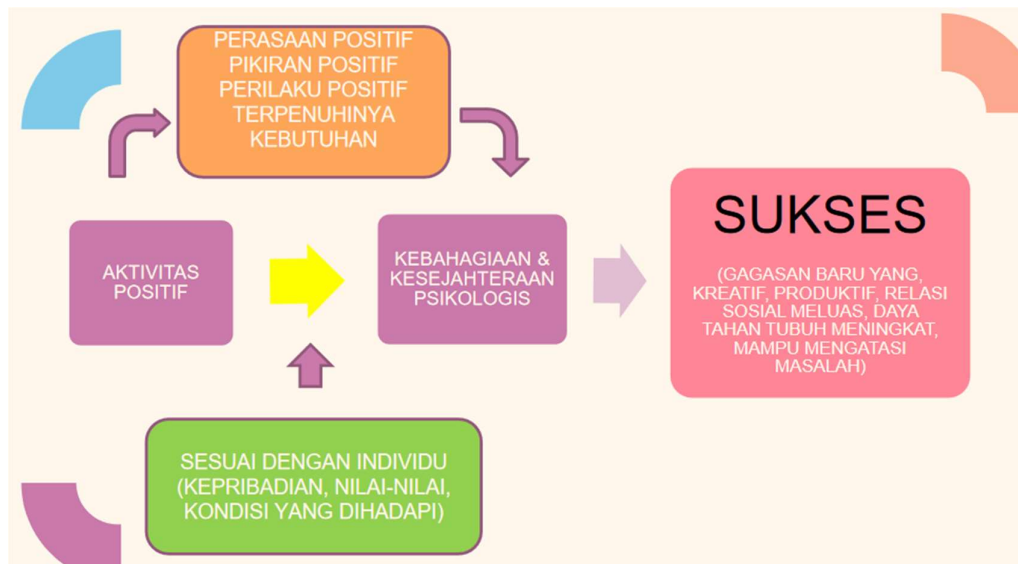 PERASAAN POSITIF
PIKIRAN POSITIF
PERILAKU POSITIF
TERPENUHINYA
KEBUTUHAN
AKTIVITAS
POSITIF
KEBAHAGIAAN &
KESEJAHTERAAN
PSIKOLOGIS
SUKSES
(GAGASAN BARU YANG,
KREATIF, PRODUKTIF, RELASI
SOSIAL MELUAS, DAYA
TAHAN TUBUH MENINGKAT,
MAMPU MENGATASI
MASALAH)
SESUAI DENGAN INDIVIDU
(KEPRIBADIAN, NILAI-NILAI,
KONDISI YANG DIHADAPI)